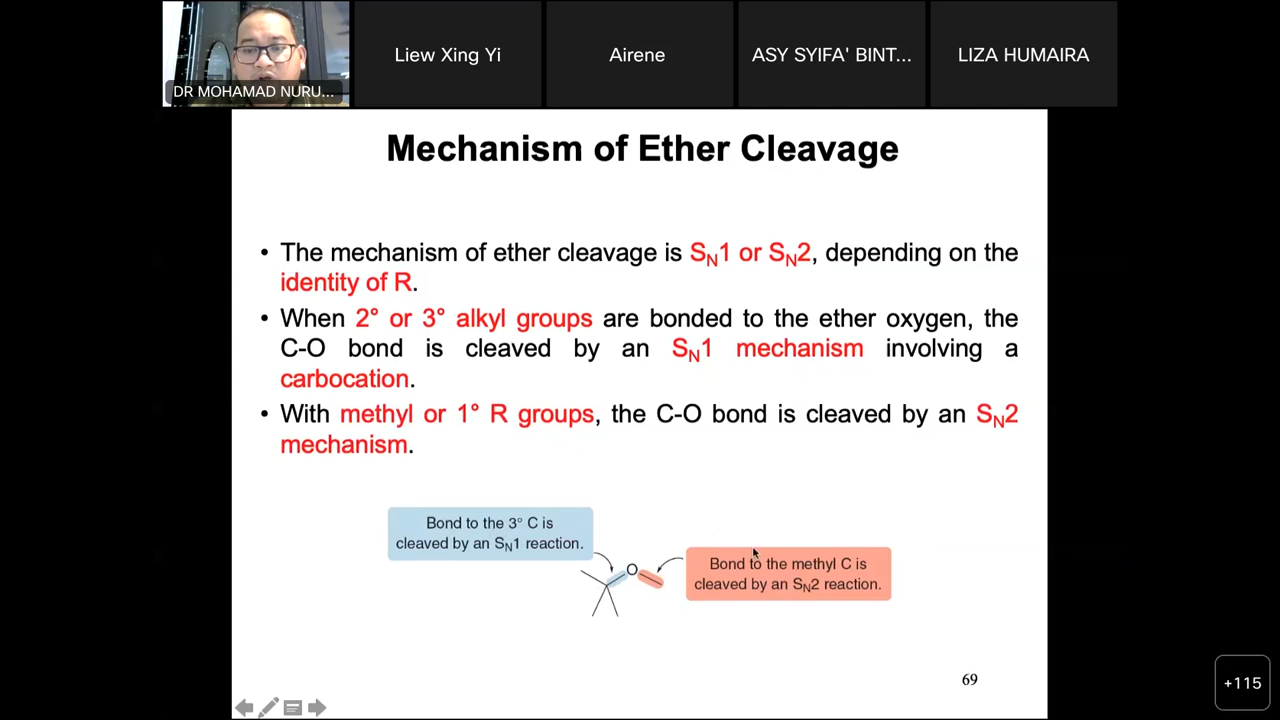 DR MOHAMAD NURU...
Liew Xing Yi
Airene
ASY SYIFA' BINT...
LIZA HUMAIRA
Mechanism of Ether Cleavage
• The mechanism of ether cleavage is SN1 or SN2, depending on the
identity of R.
• When 2° or 3° alkyl groups are bonded to the ether oxygen, the
C-O bond is cleaved by an SN1 mechanism involving a
carbocation.
• With methyl or 1° R groups, the C-O bond is cleaved by an SN2
mechanism.
Bond to the 3° C is
cleaved by an SN1 reaction.
O
Bond to the methyl C is
cleaved by an SN2 reaction.
69
+115